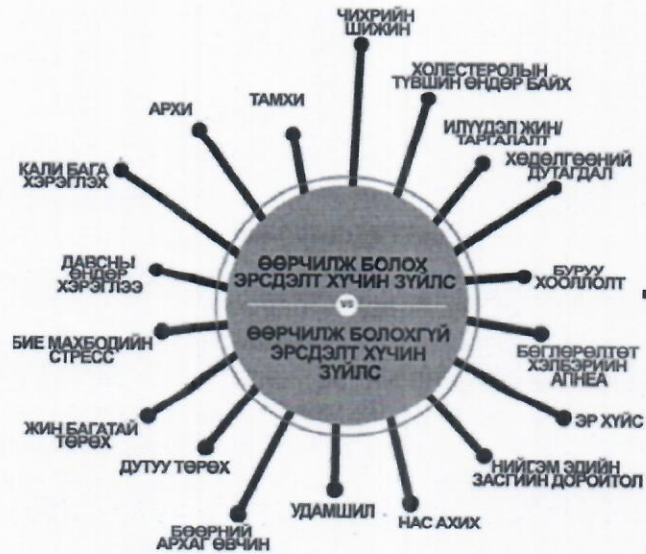 ЧИХРИЙН
ШИЖИН
ХОЛЕСТЕРОЛЫН
ТҮВШИН ӨНДӨР БАЙХ
ИЛҮҮДЭЛ ЖИН/
ТАРГАЛАЛТ
ХӨДӨЛГӨӨНИЙ
ДУТАГДАЛ
БУРУУ
ХООЛЛОЛТ
БӨГЛӨРӨЛТӨТ
ХЭЛБЭРИЙН
АПНЕА
ЭР ХҮЙС
НИЙГЭМ ЭДИЙН
ЗАСГИЙН ДОРОЙТОЛ
НАС АХИХ
УДАМШИЛ
БӨӨРНИЙ
АРХАГ ӨВЧИН
ДУТУУ ТӨРӨХ
ЖИН БАГАТАЙ
ТӨРӨХ
БИЕ МАХБОДИЙН
СТРЕСС
ДАВСНЫ
ӨНДӨР
ХЭРЭГЛЭЭ
КАЛИ БАГА
ХЭРЭГЛЭХ
АРХИ
ТАМХИ
ӨӨРЧИЛЖ БОЛОХ
ЭРСДЭЛТ ХҮЧИН ЗҮЙЛС
VS
ӨӨРЧИЛЖ БОЛОХГҮЙ
ЭРСДЭЛТ ХҮЧИН
ЗҮЙЛС